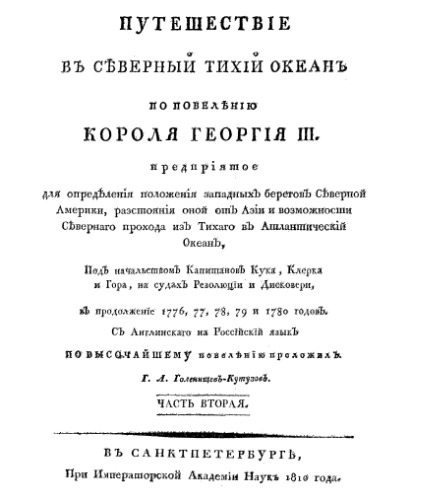 ПУТЕШЕСТВІЕ
ВЪ СѢВЕРНЫЙ ТИХІЙ ОКЕАНЪ
ПО ПОВЕЛѢНІЮ
КОРОЛЯ ГЕОРГІЯ III.
предпріятое
для опредѣленія положенія западныхъ береговъ Сѣверной
Америки, разстоянія оной отъ Азіи и возможности
Сѣвернаго прохода изъ Тихаго въ Атлантическій
Океанъ,
Подъ начальствомъ Капитановъ Кука, Клерка
и Гора, на судахъ Резолюціи и Дисковери,
въ продолженіе 1776, 77, 78, 79 и 1780 годовъ.
Съ Англинскаго на Россійскій языкъ
ПО ВЫСОЧАЙШЕМУ повелѣнію преложилъ.
Г. Л. Голенищевъ-Кутузовъ.
ЧАСТЬ ВТОРАЯ.
ВЪ САНКТПЕТЕРБУРГѢ,
При Императорской Академіи Наукъ 1810 года.